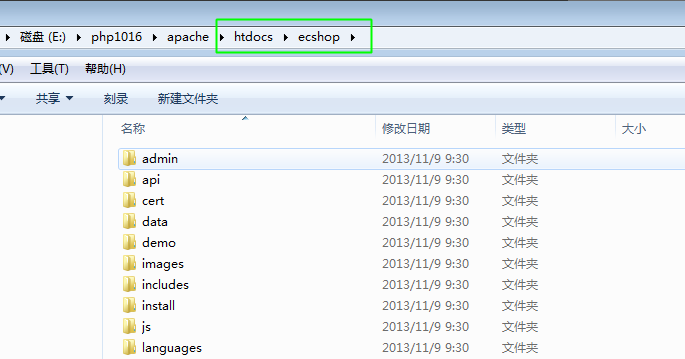 磁盘 (E:) php1016 apache htdocs ecshop
(V) 工具(T) 帮助(H)
共享 刻录 新建文件夹
名称 修改日期 类型 大小
admin 2013/11/9 9:30 文件夹
api 2013/11/9 9:30 文件夹
cert 2013/11/9 9:30 文件夹
data 2013/11/9 9:30 文件夹
demo 2013/11/9 9:30 文件夹
images 2013/11/9 9:30 文件夹
includes 2013/11/9 9:30 文件夹
install 2013/11/9 9:30 文件夹
js 2013/11/9 9:30 文件夹
languages 2013/11/9 9:30 文件夹